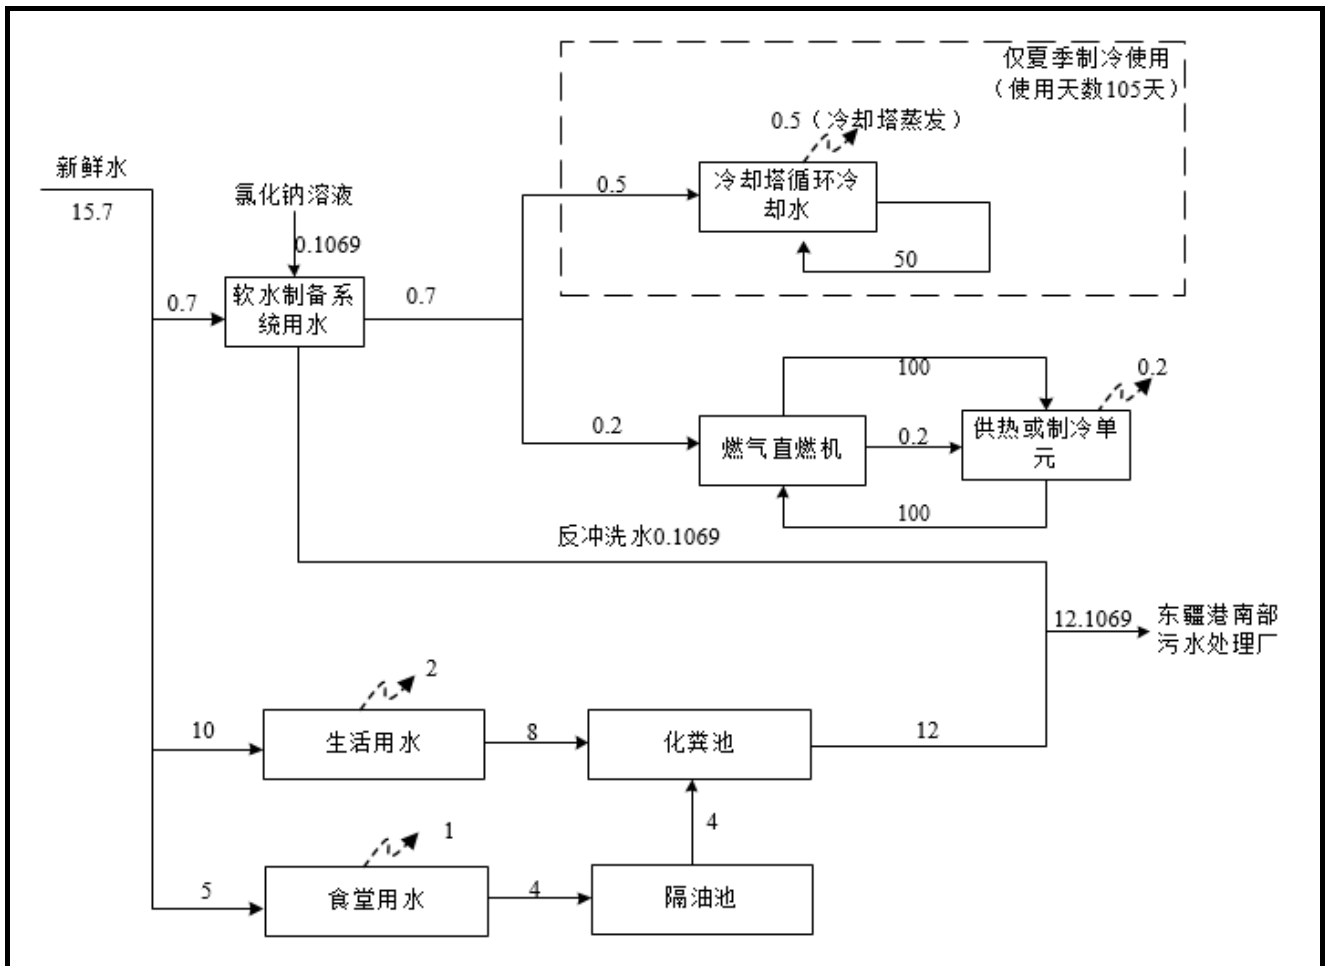 仅夏季制冷使用
（使用天数105天）
0.5（冷却塔蒸发）
新鲜水
15.7
氯化钠溶液
0.1069
0.5
冷却塔循环冷
却水
50
0.7
软水制备系
统用水
0.7
100
0.2
0.2
燃气直燃机
0.2
供热或制冷单
元
100
反冲洗水0.1069
12.1069
东疆港南部
污水处理厂
2
10
生活用水
8
化粪池
12
4
1
5
食堂用水
4
隔油池